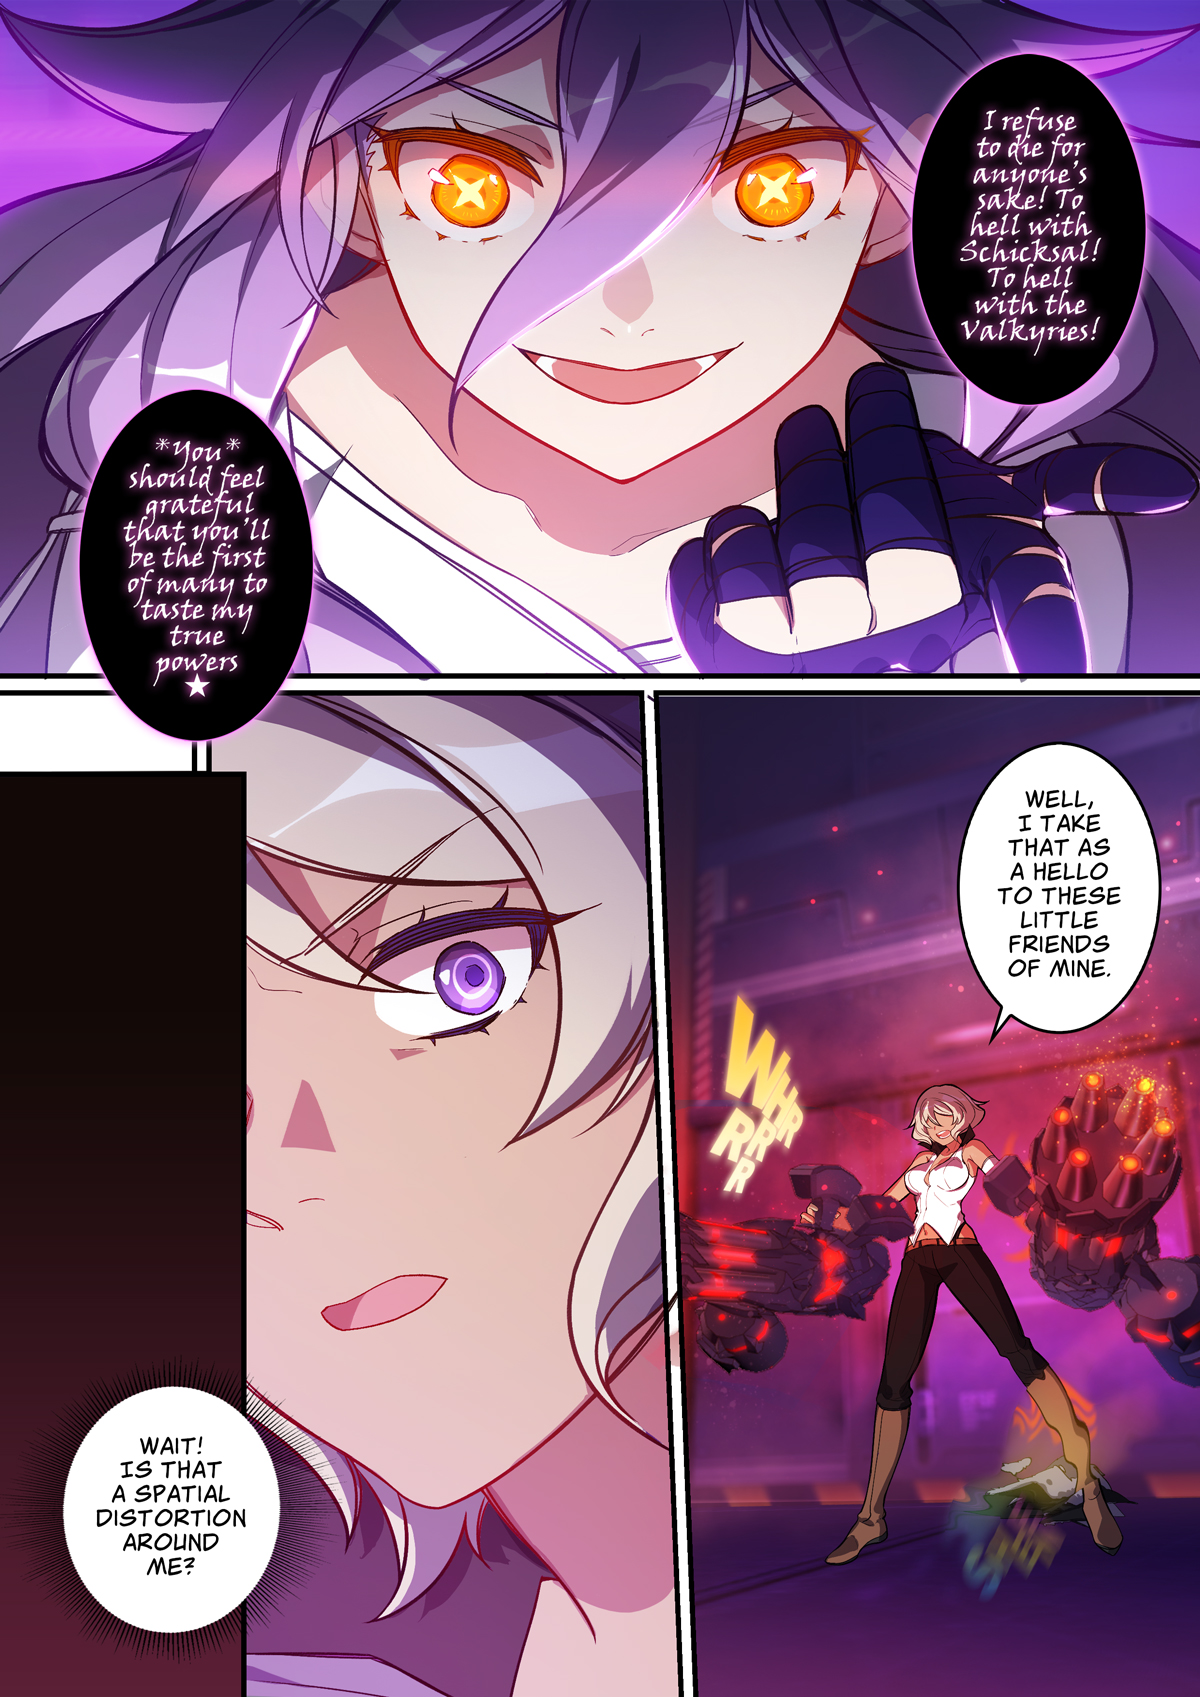 I refuse
to die for
anyone's
sake! To
hell with
Schicksal!
To hell
with the
Valkyries!
*You*
should feel
grateful
that you'll
be the first
of many to
taste my
true
powers
★
WELL,
I TAKE
THAT AS
A HELLO
TO THESE
LITTLE
FRIENDS
OF MINE.
WHRR
RRR
WAIT!
IS THAT
A SPATIAL
DISTORTION
AROUND
ME?